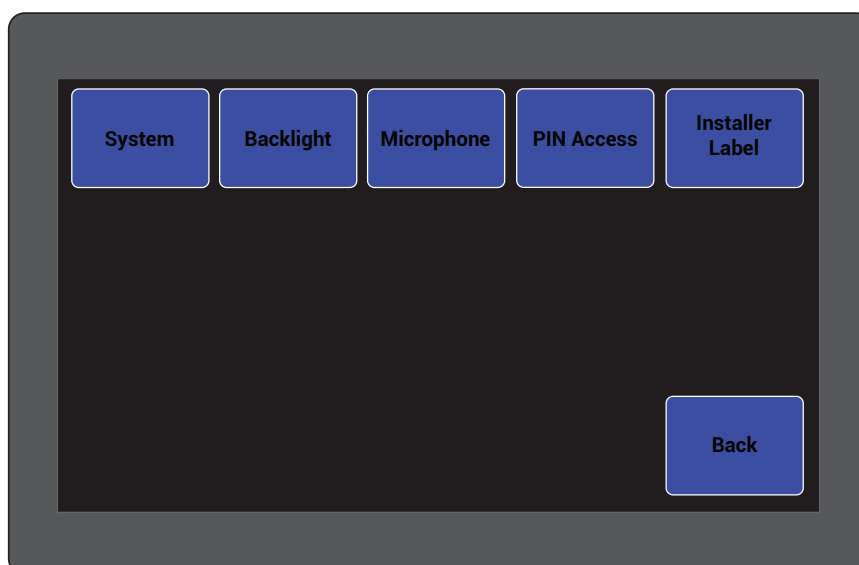 System
Backlight
Microphone
PIN Access
Installer
Label
Back